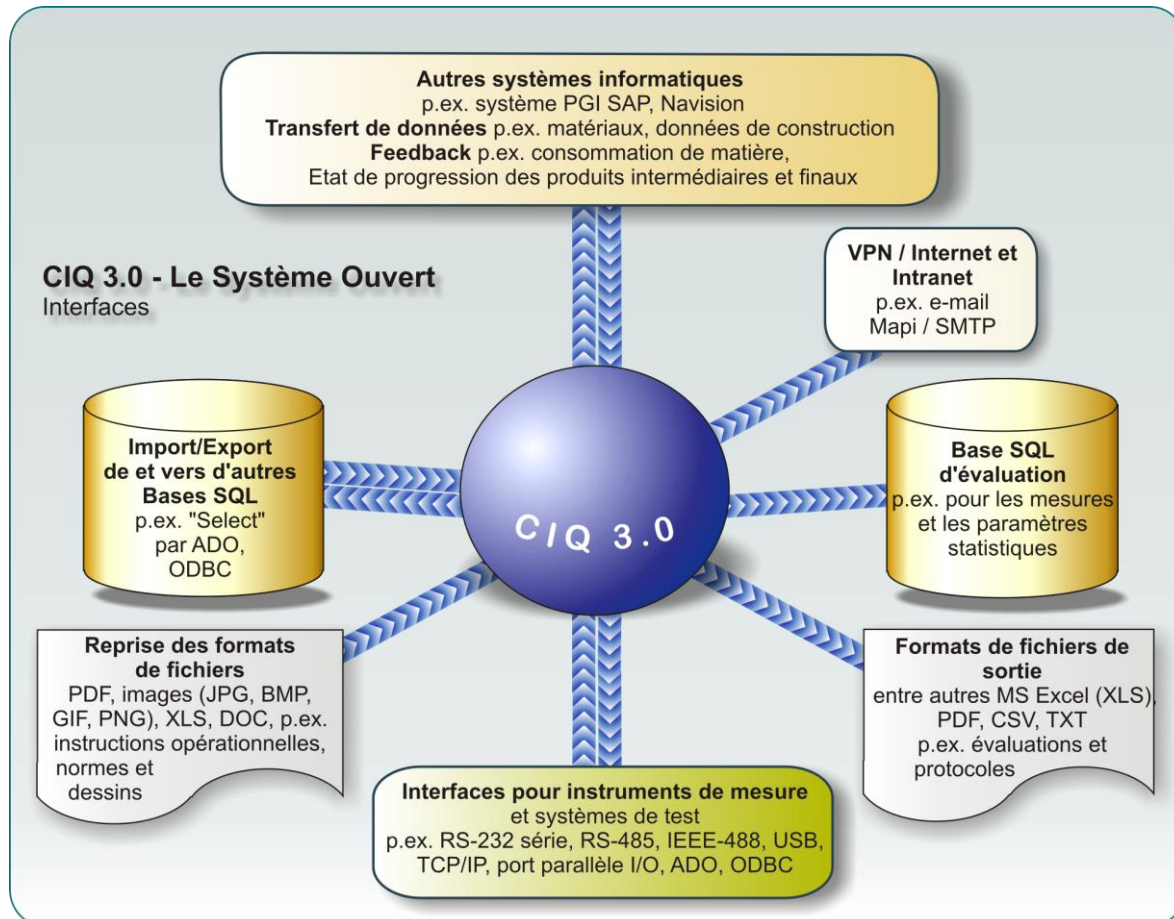 Autres systèmes informatiques
p.ex. système PGI SAP, Navision
Transfert de données p.ex. matériaux, données de construction
Feedback p.ex. consommation de matière,
Etat de progression des produits intermédiaires et finaux
CIQ 3.0 - Le Système Ouvert
Interfaces
VPN / Internet et
Intranet
p.ex. e-mail
Mapi / SMTP
Import/Export
de et vers d'autres
Bases SQL
p.ex. "Select"
par ADO,
ODBC
CIQ 3.0
Base SQL
d'évaluation
p.ex. pour les mesures
et les paramètres
statistiques
Reprise des formats
de fichiers
PDF, images (JPG, BMP,
GIF, PNG), XLS, DOC, p.ex.
instructions opérationnelles,
normes et
dessins
Interfaces pour instruments de mesure
et systèmes de test
p.ex. RS-232 série, RS-485, IEEE-488, USB,
TCP/IP, port parallèle I/O, ADO, ODBC
Formats de fichiers de
sortie
entre autres MS Excel (XLS),
PDF, CSV, TXT
p.ex. évaluations et
protocoles